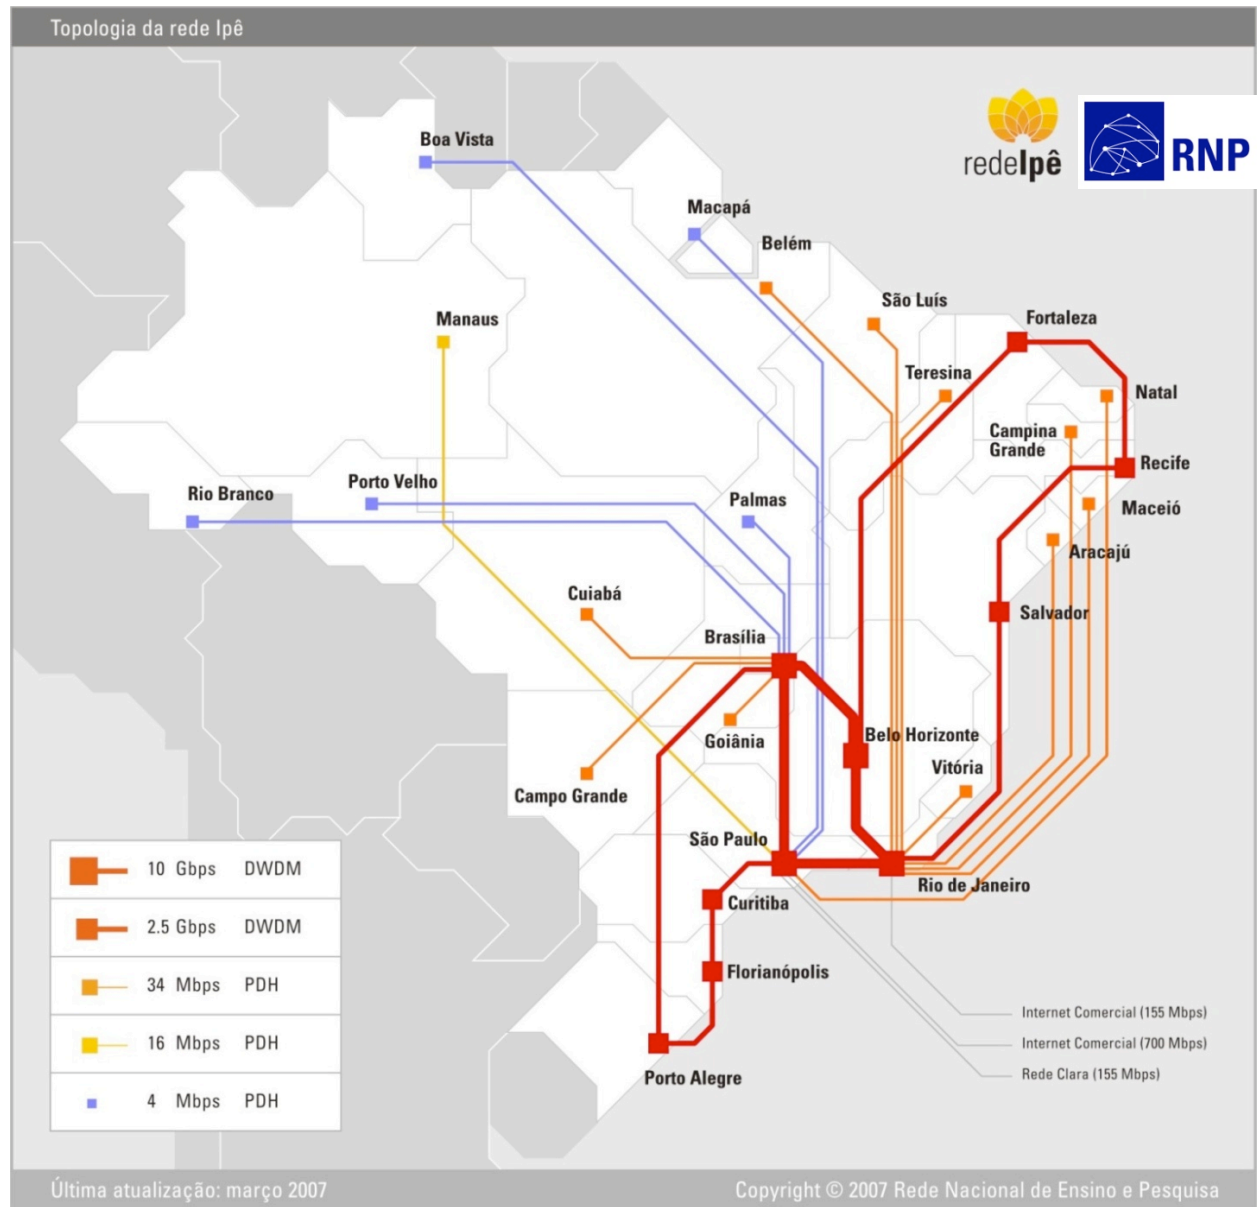 Topologia da rede Ipê
redeIpê
RNP
Boa Vista
Macapá
Belém
São Luís
Fortaleza
Manaus
Teresina
Natal
Campina
Grande
Recife
Porto Velho
Rio Branco
Palmas
Maceió
Aracajú
Cuiabá
Salvador
Brasília
Goiânia
Belo Horizonte
Vitória
Campo Grande
São Paulo
Rio de Janeiro
Curitiba
Florianópolis
Porto Alegre
10 Gbps DWDM
2.5 Gbps DWDM
34 Mbps PDH
16 Mbps PDH
4 Mbps PDH
Internet Comercial (155 Mbps)
Internet Comercial (700 Mbps)
Rede Clara (155 Mbps)
Última atualização: março 2007
Copyright © 2007 Rede Nacional de Ensino e Pesquisa